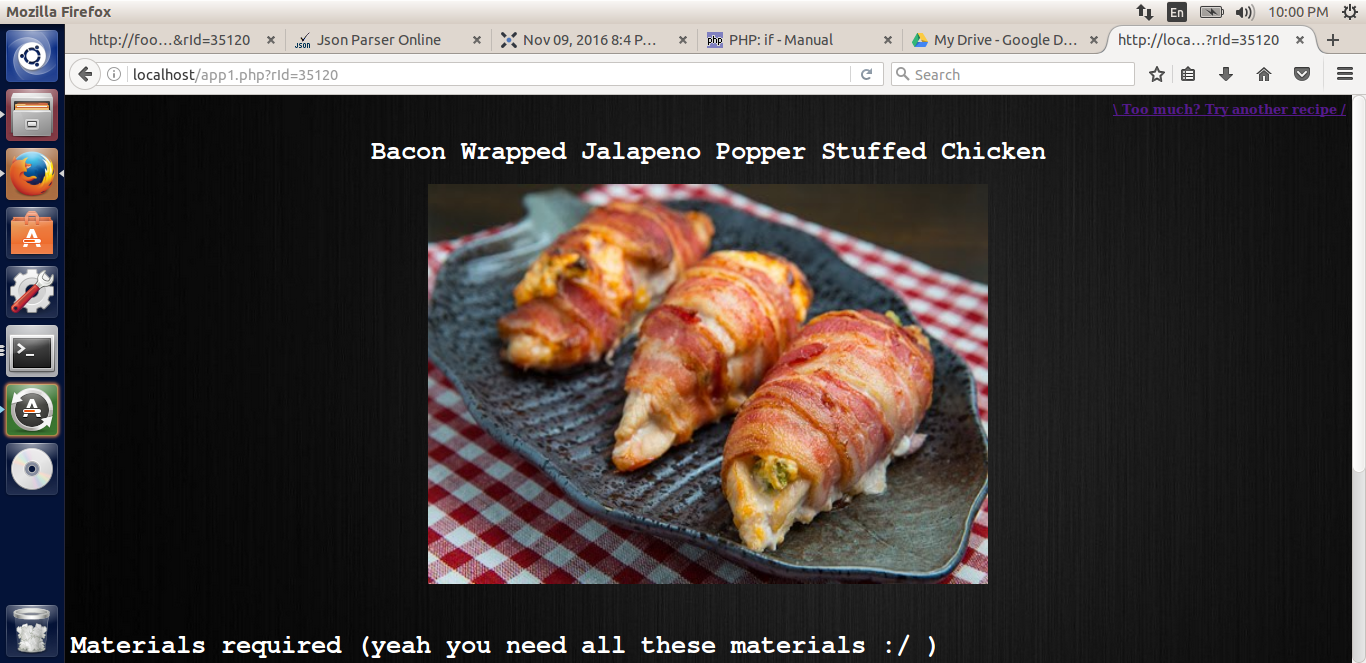 Mozilla Firefox
En
10:00 PM
http://foo...&rId=35120
JSON
Json Parser Online
Nov 09, 2016 8:4 P...
php
PHP: if - Manual
My Drive - Google D...
http://loca...?rId=35120
localhost/app1.php?rId=35120
Search
\ Too much? Try another recipe /
Bacon Wrapped Jalapeno Popper Stuffed Chicken
>_
A
Materials required (yeah you need all these materials :/ )